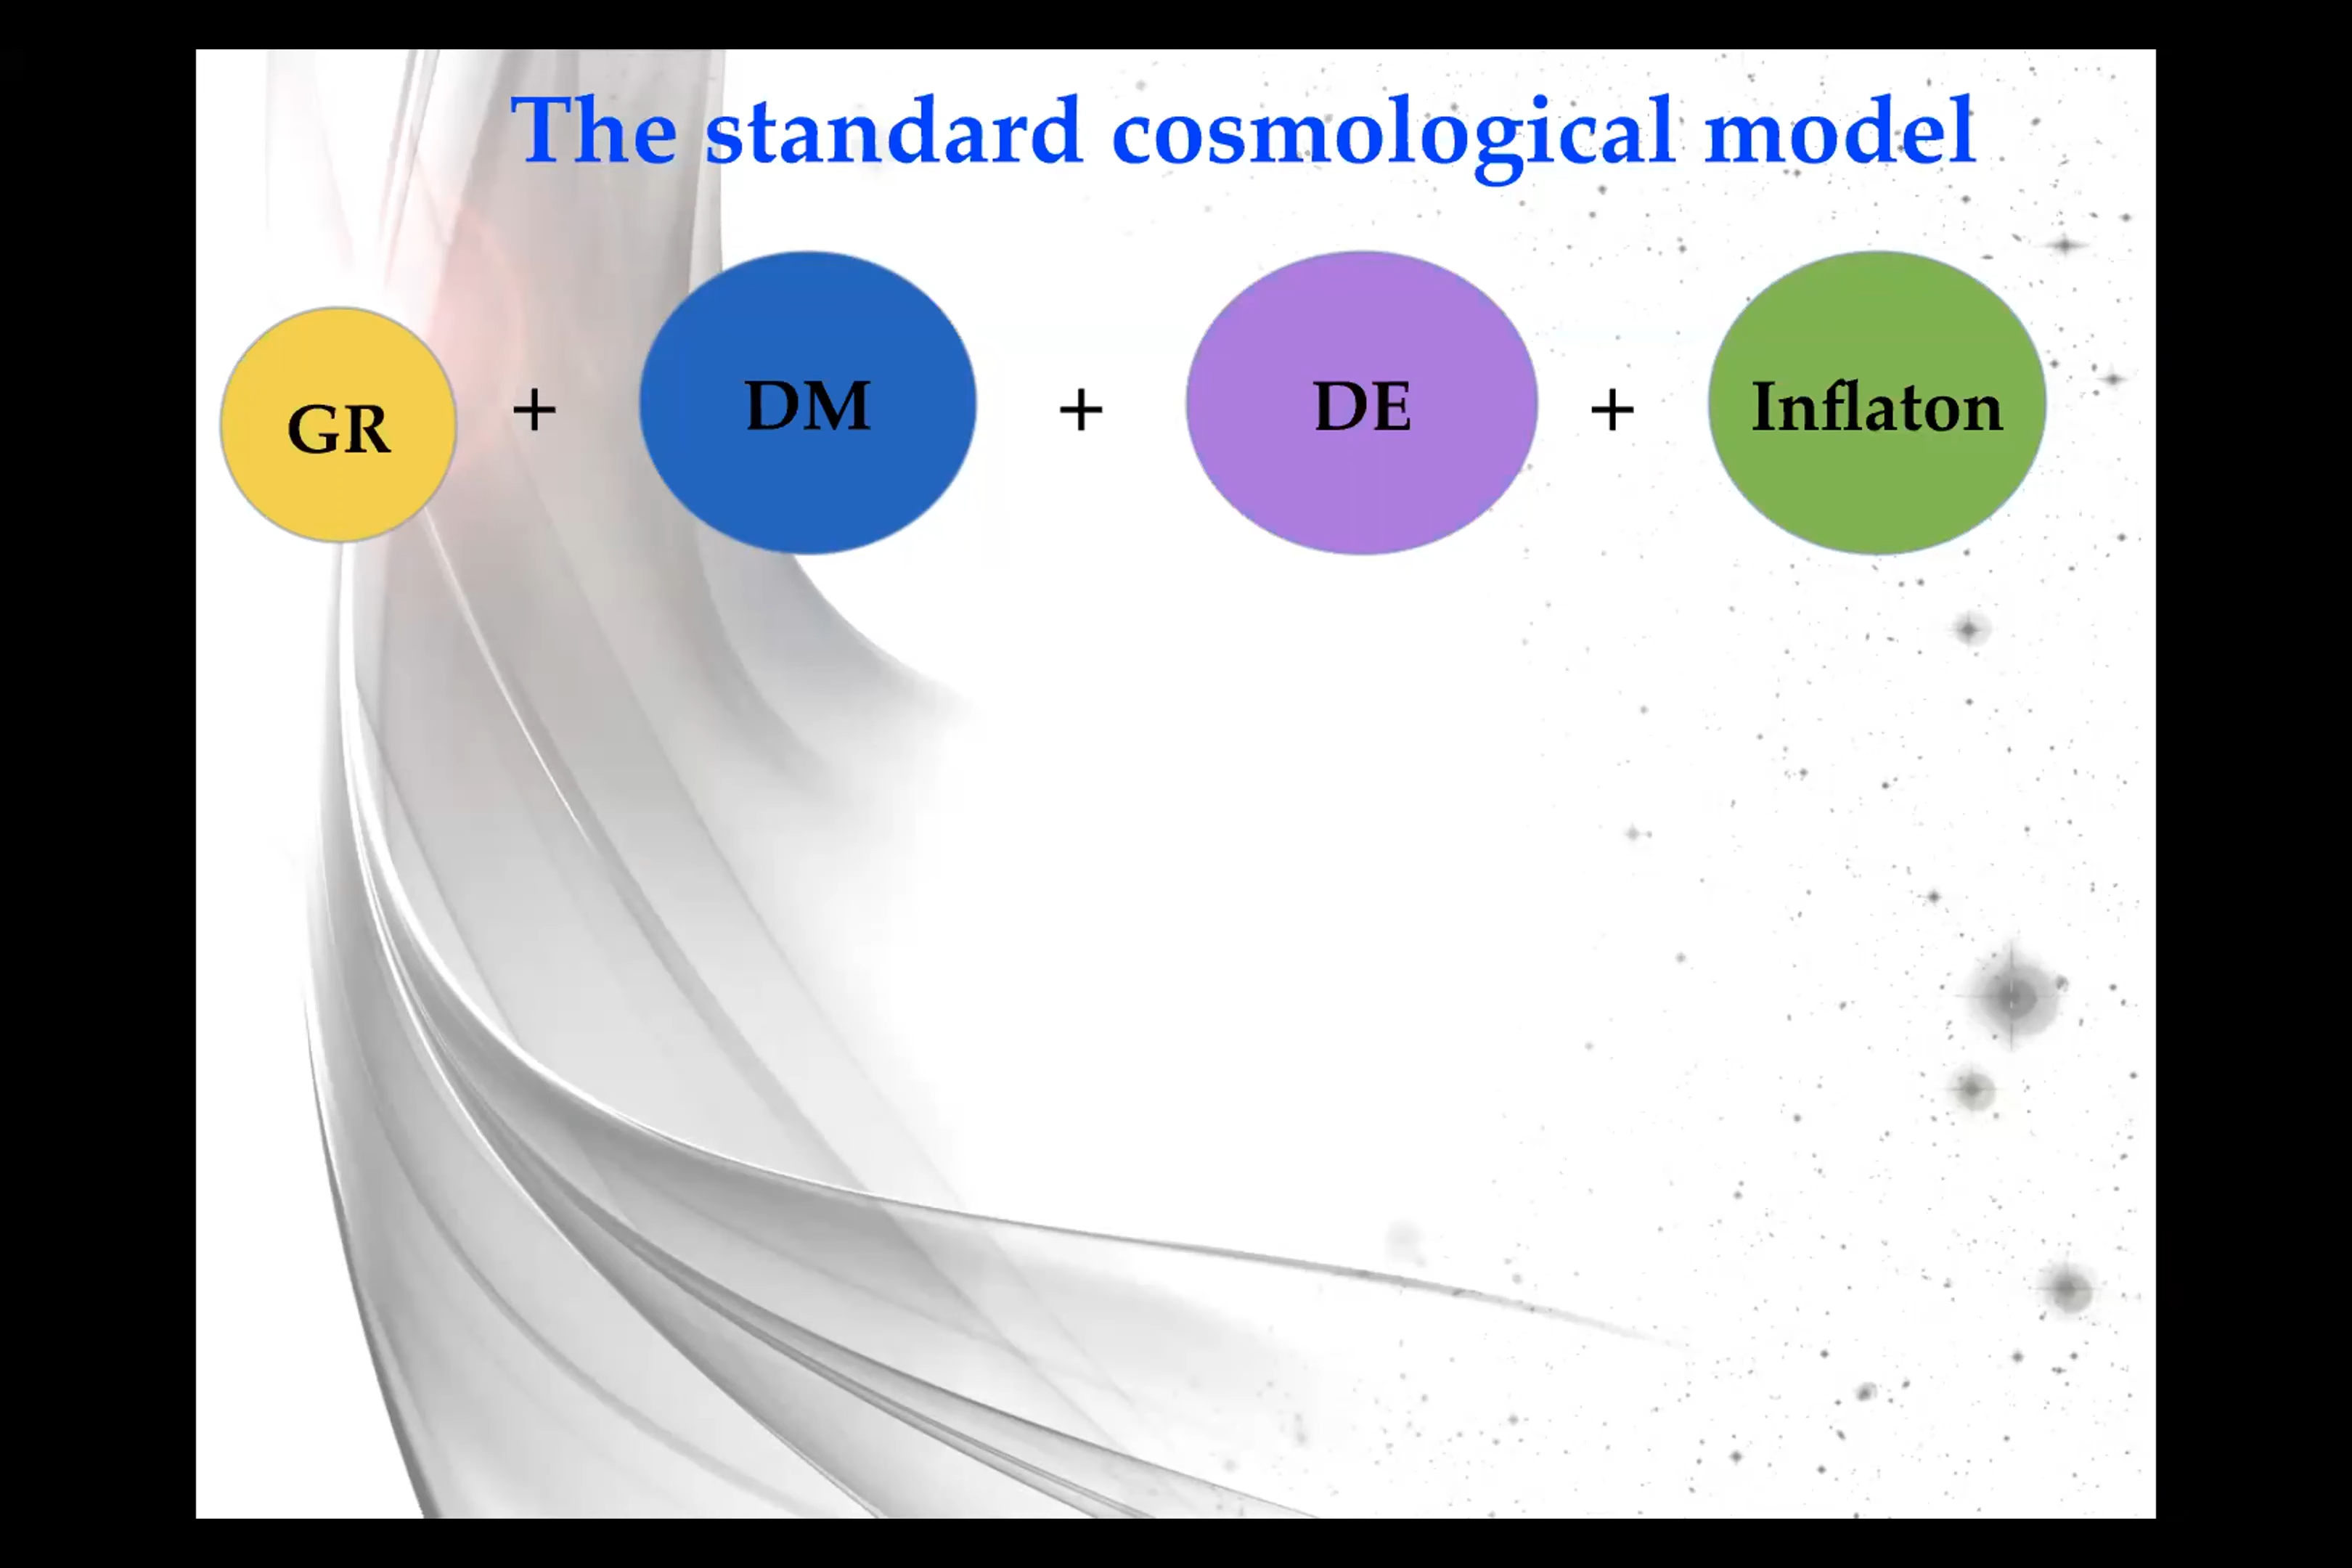 The standard cosmological model
GR + DM + DE + Inflaton